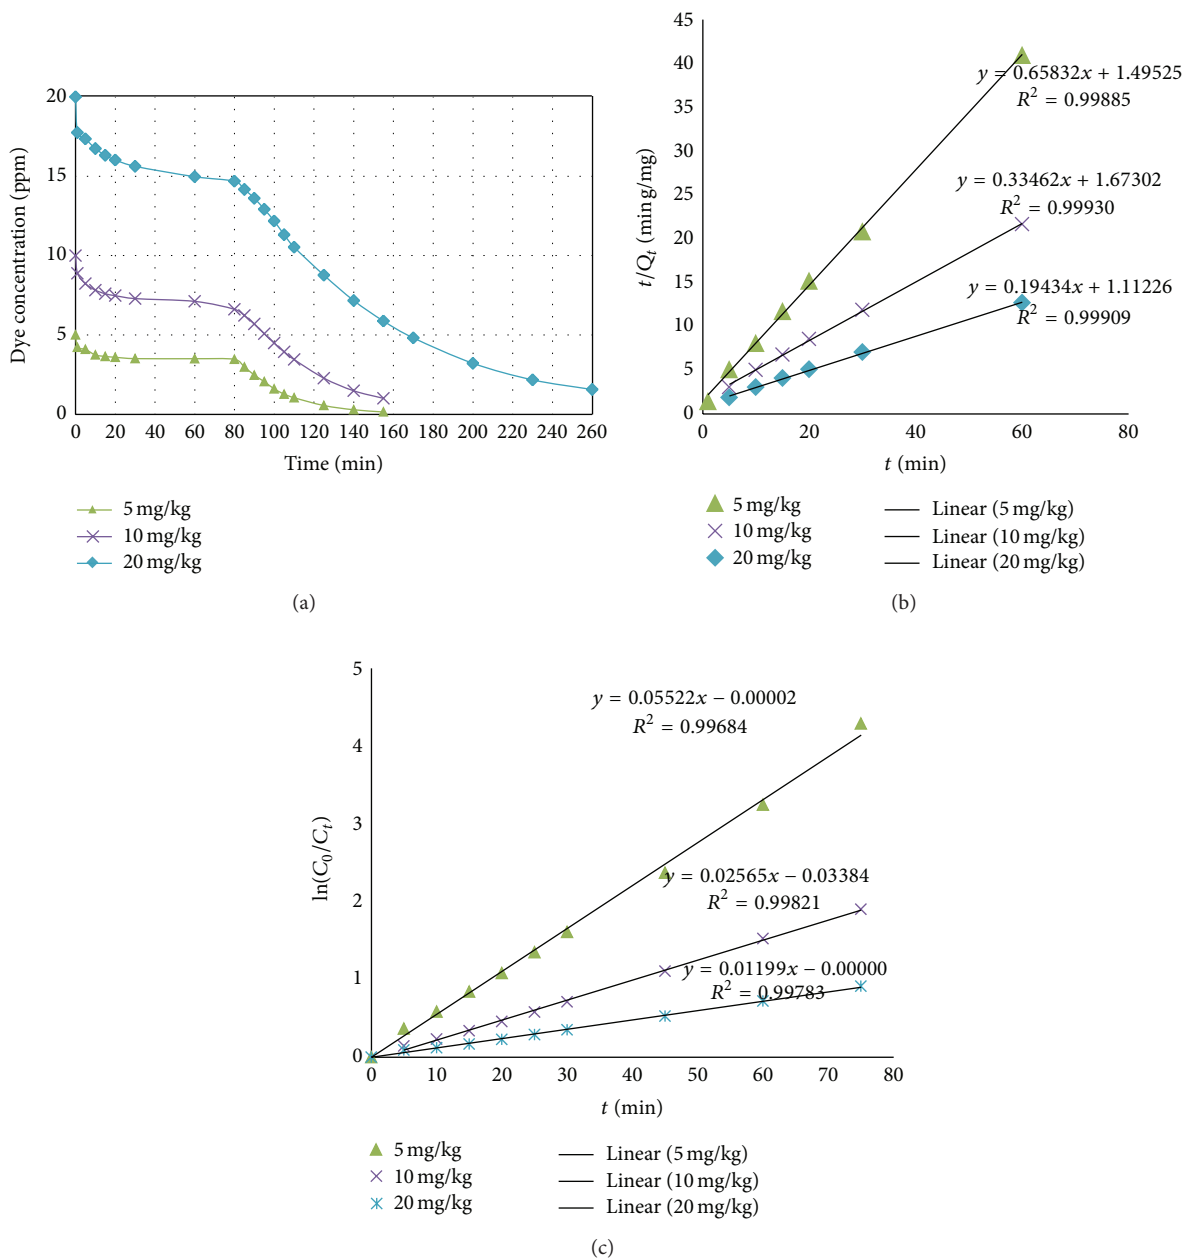 20
15
10
5
0
Dye concentration (ppm)
0 20 40 60 80 100 120 140 160 180 200 220 240 260
Time (min)
5 mg/kg
10 mg/kg
20 mg/kg
(a)
45
40
35
30
25
20
15
10
5
0
t/Qt (min g/mg)
y = 0.65832x + 1.49525
R² = 0.99885
y = 0.33462x + 1.67302
R² = 0.99930
y = 0.19434x + 1.11226
R² = 0.99909
0 20 40 60 80
t (min)
5 mg/kg
10 mg/kg
20 mg/kg
Linear (5 mg/kg)
Linear (10 mg/kg)
Linear (20 mg/kg)
(b)
5
4
3
2
1
0
ln(C0/Ct)
y = 0.05522x − 0.00002
R² = 0.99684
y = 0.02565x − 0.03384
R² = 0.99821
y = 0.01199x − 0.00000
R² = 0.99783
0 10 20 30 40 50 60 70 80
t (min)
5 mg/kg
10 mg/kg
20 mg/kg
Linear (5 mg/kg)
Linear (10 mg/kg)
Linear (20 mg/kg)
(c)